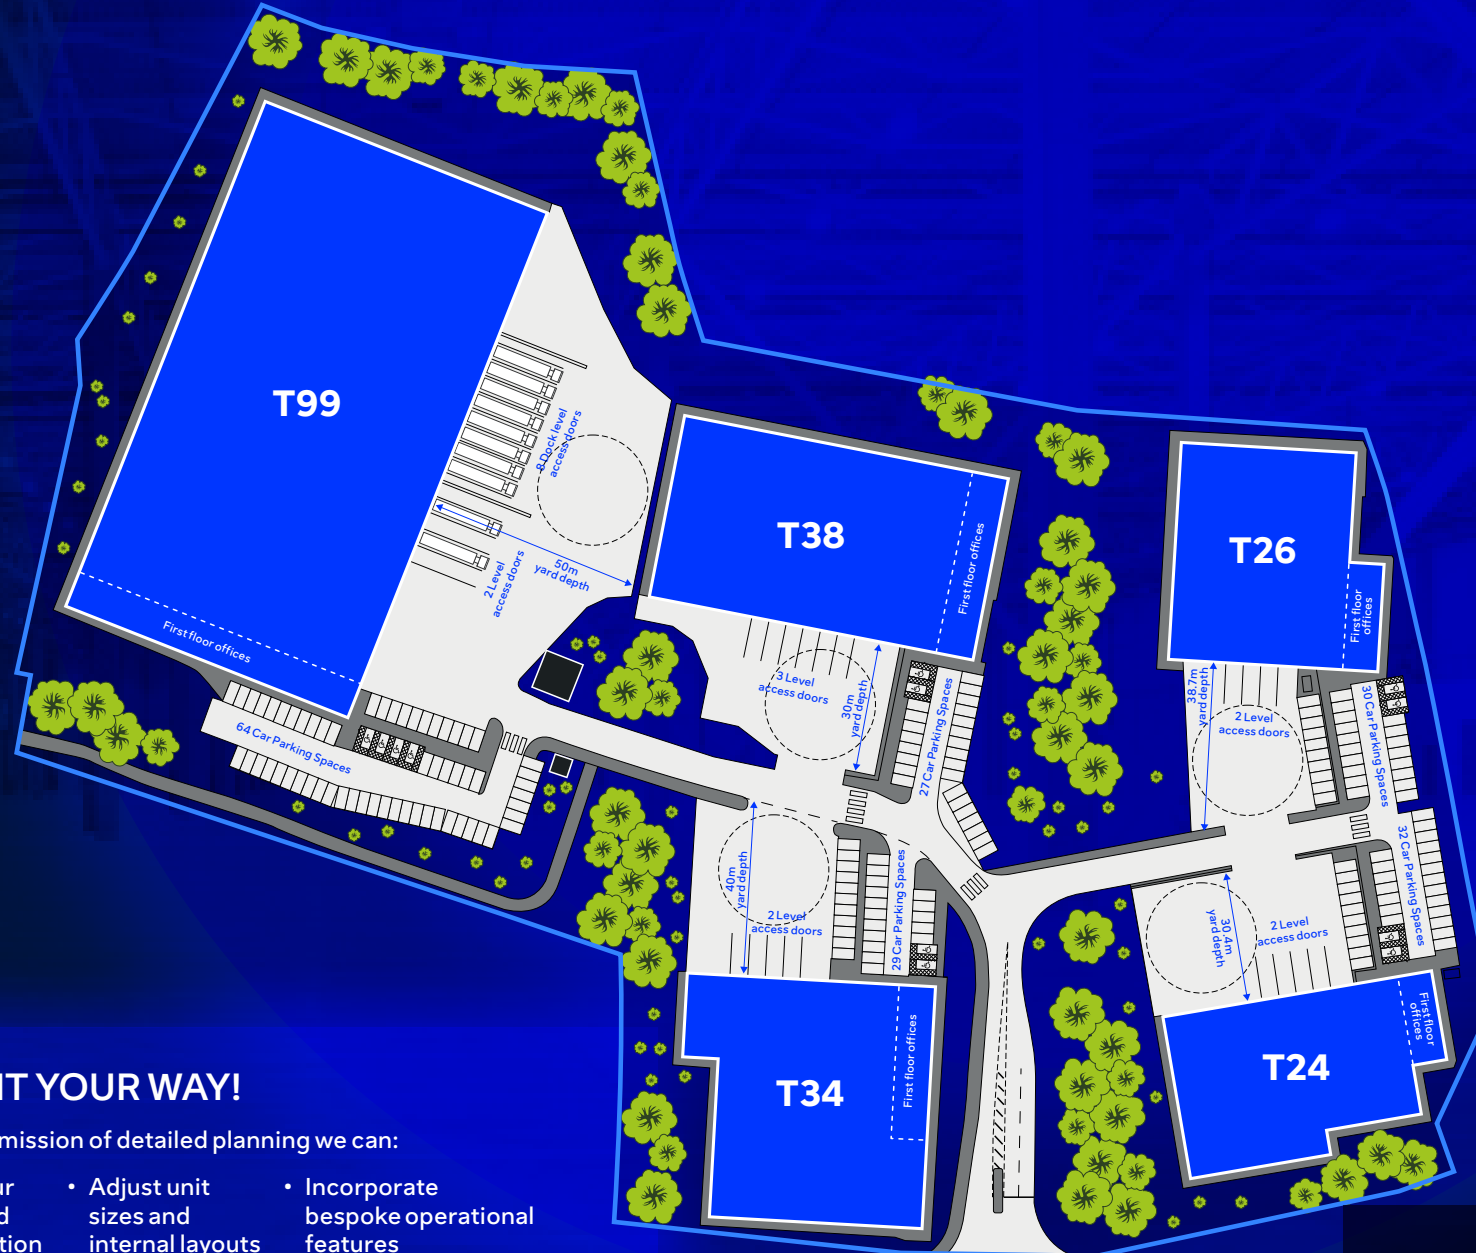 T99
8 Dock level
access doors
2 Level
access doors
50m
yard depth
First floor offices
64 Car Parking Spaces
T38
First floor offices
3 Level
access doors
30m
yard depth
27 Car Parking Spaces
T26
First floor
offices
38.7m
yard depth
2 Level
access doors
30 Car Parking Spaces
40m
yard depth
2 Level
access doors
29 Car Parking Spaces
T34
First floor offices
32 Car Parking Spaces
30.4m
yard depth
2 Level
access doors
T24
First floor
offices
IT YOUR WAY!
mission of detailed planning we can:
ur
d
tion
• Adjust unit
sizes and
internal layouts
• Incorporate
bespoke operational
features